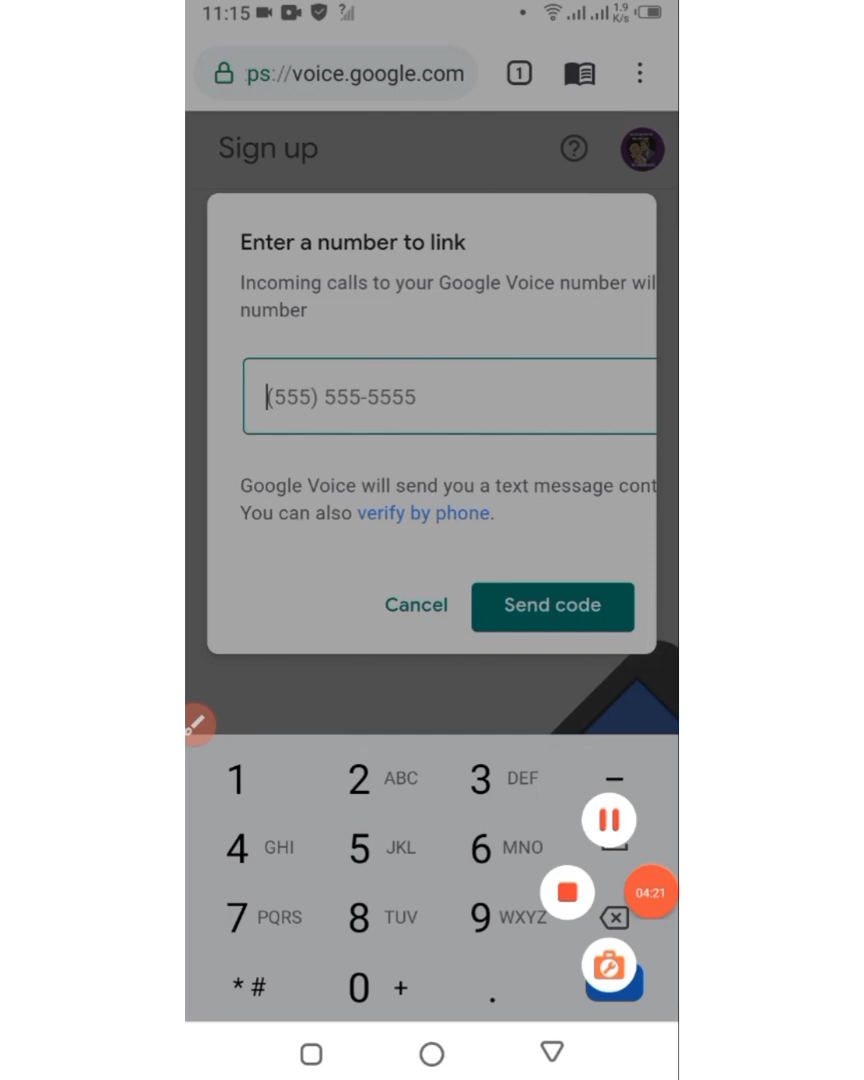 11:15
1.9
K/s
ps://voice.google.com
1
Sign up
Enter a number to link
Incoming calls to your Google Voice number wil
number
(555) 555-5555
Google Voice will send you a text message cont
You can also verify by phone.
Cancel Send code
1 2 ABC 3 DEF –
4 GHI 5 JKL 6 MNO
04:21
7 PQRS 8 TUV 9 WXYZ
* # 0 + .